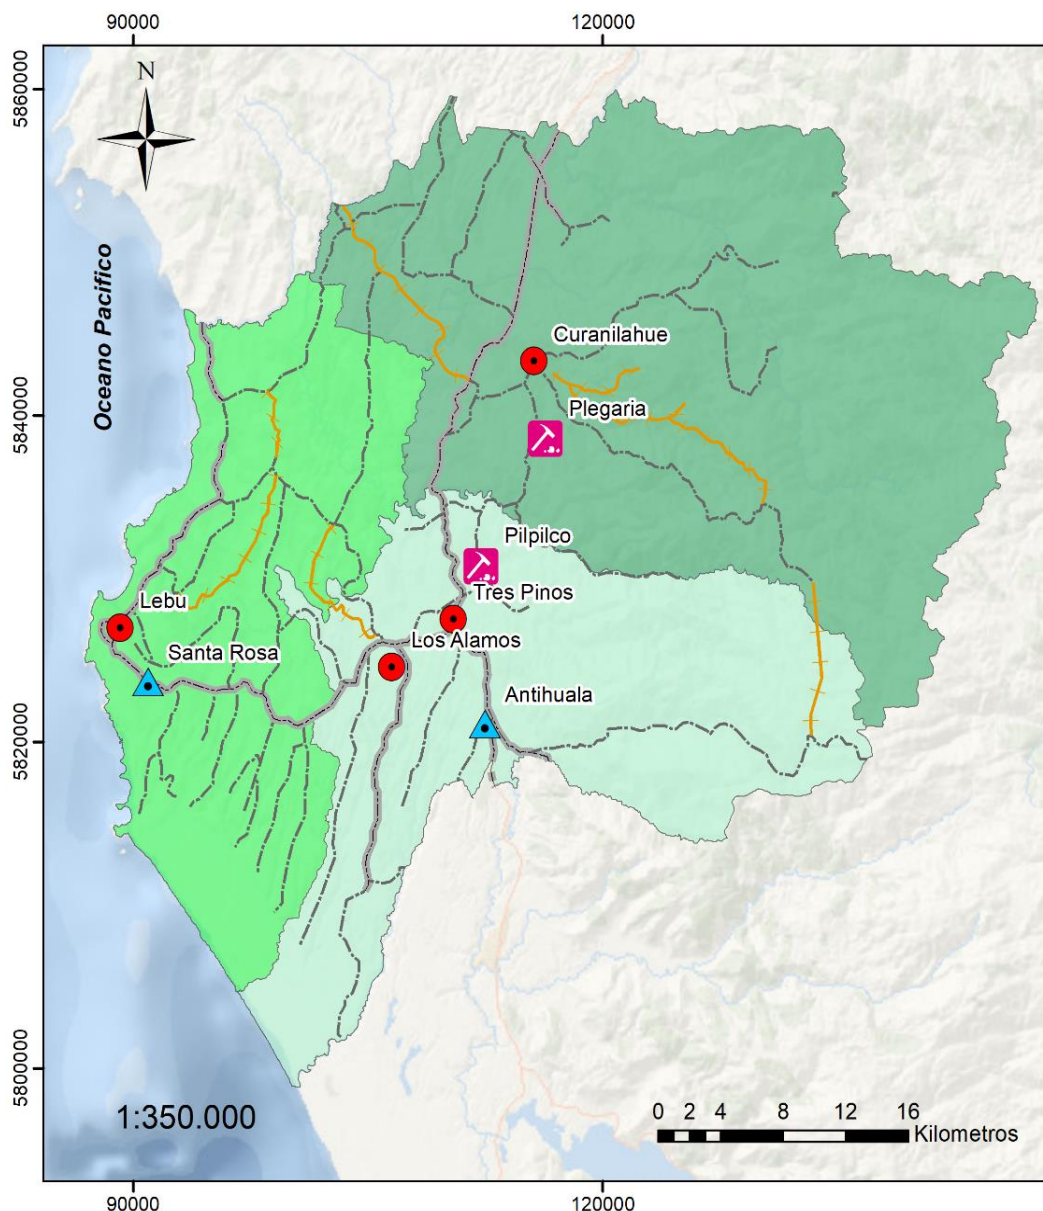 90000 120000
5860000
N
Oceano Pacifico
Curanilahue
5840000
Plegaria
Pilpilco
Tres Pinos
Lebu
Los Alamos
Santa Rosa
Antihuala
5820000
5800000
1:350.000
0 2 4 8 12 16
Kilometros
90000 120000